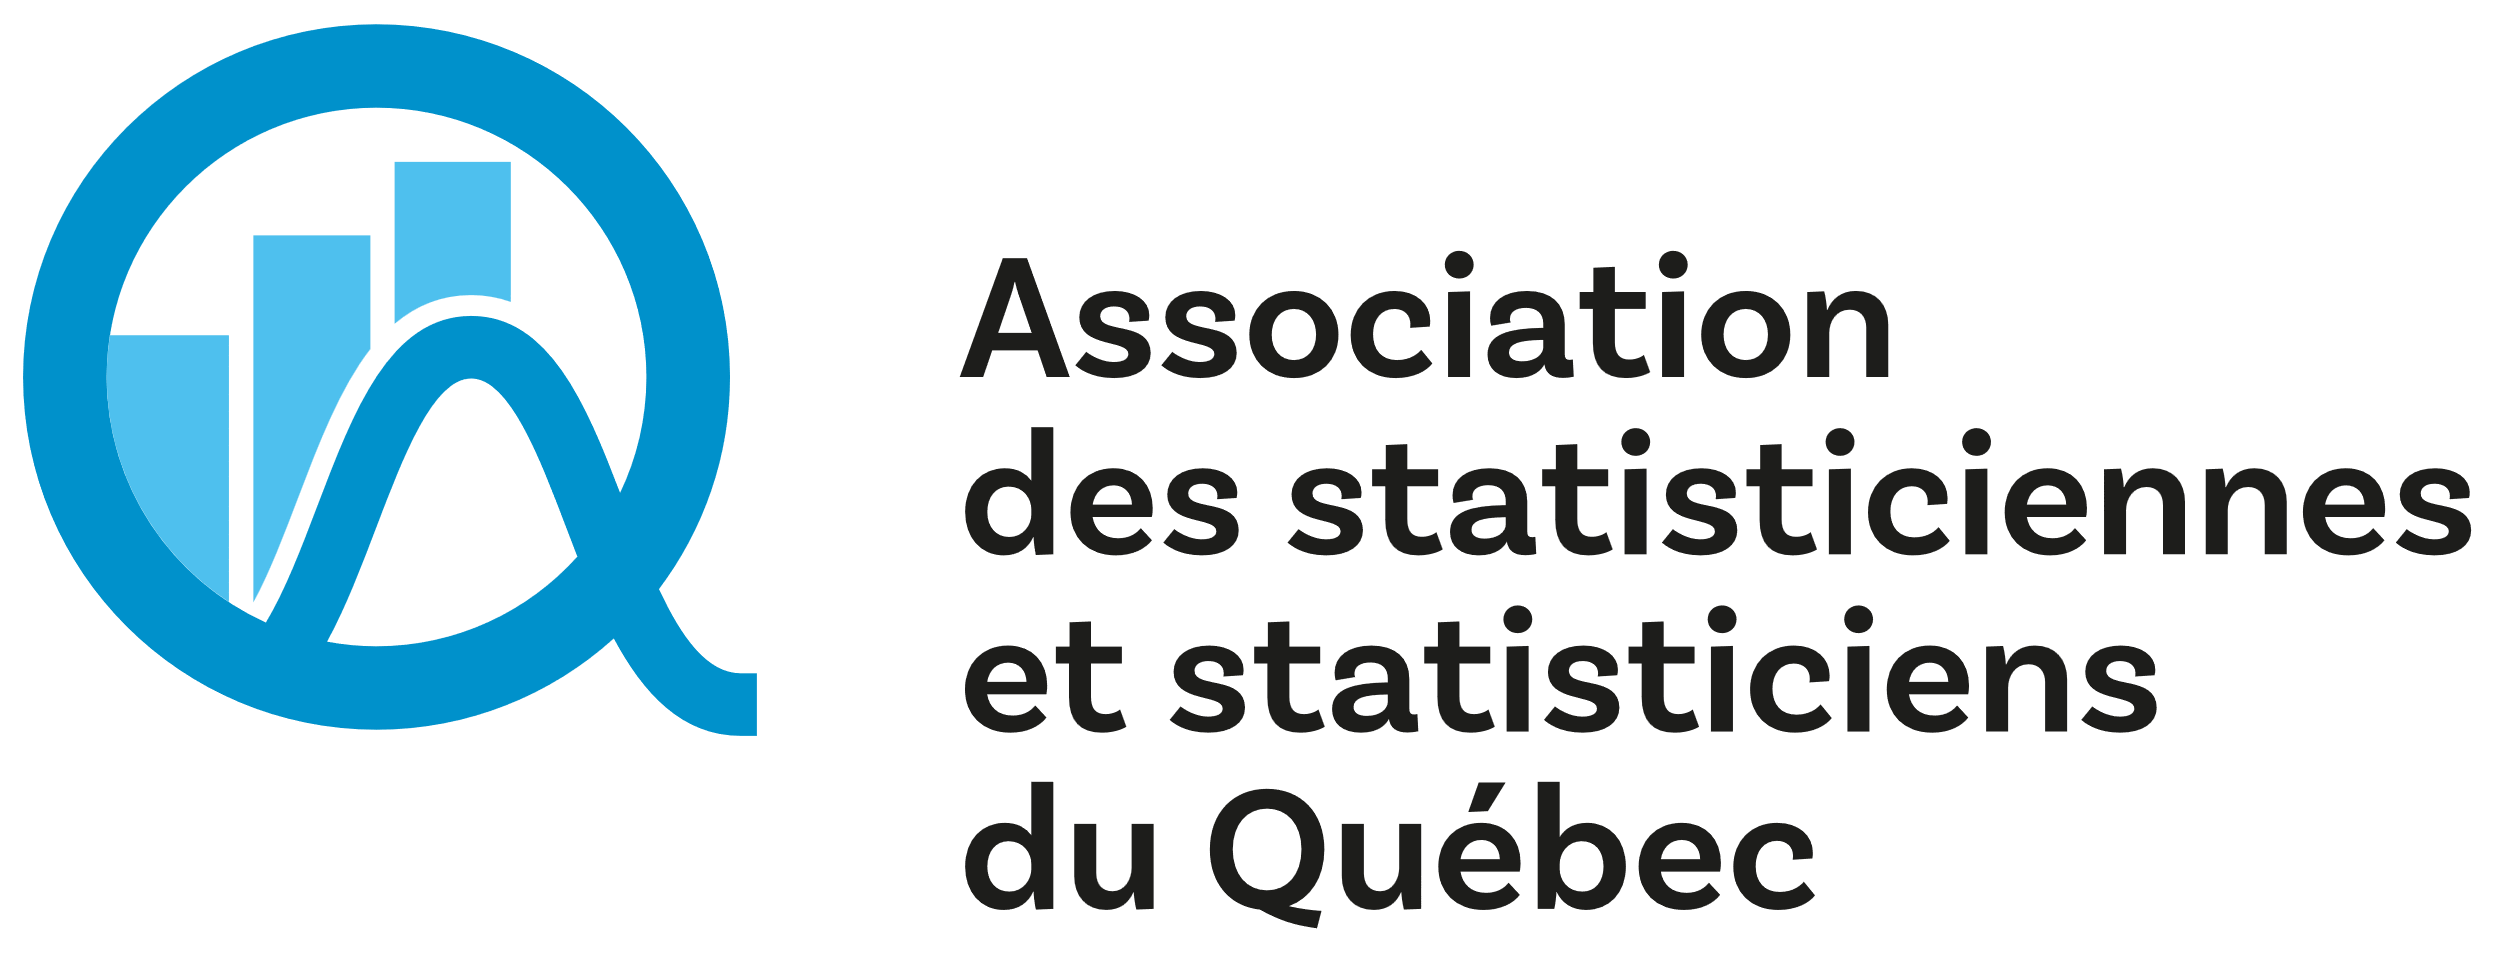 Association
des statisticiennes
et statisticiens
du Québec